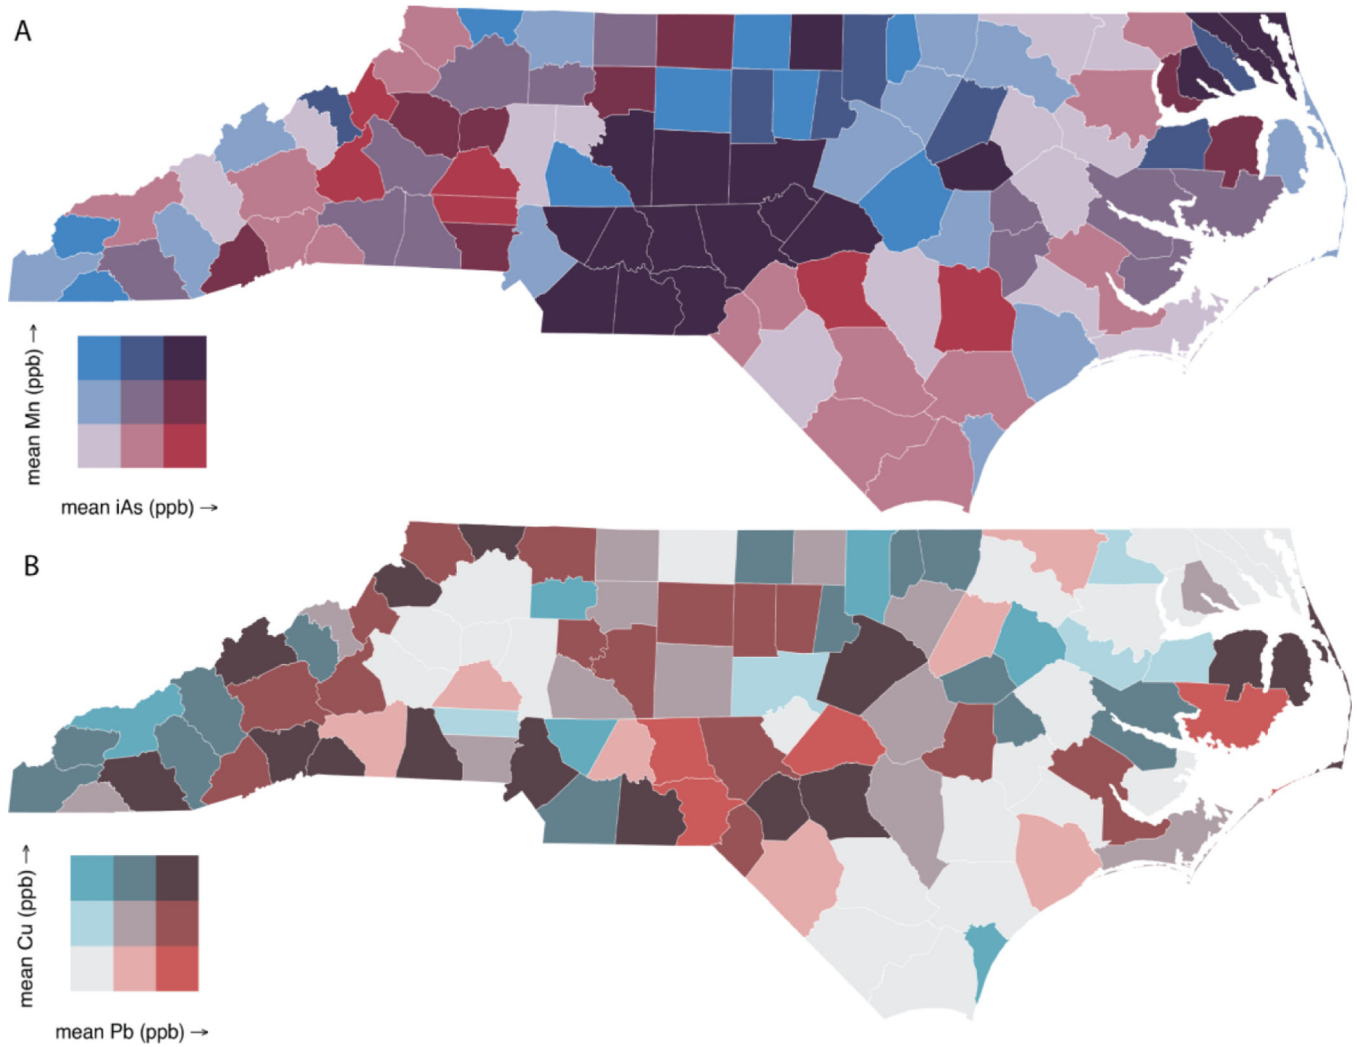 A
mean Mn (ppb) →
mean iAs (ppb) →
B
mean Cu (ppb) →
mean Pb (ppb) →